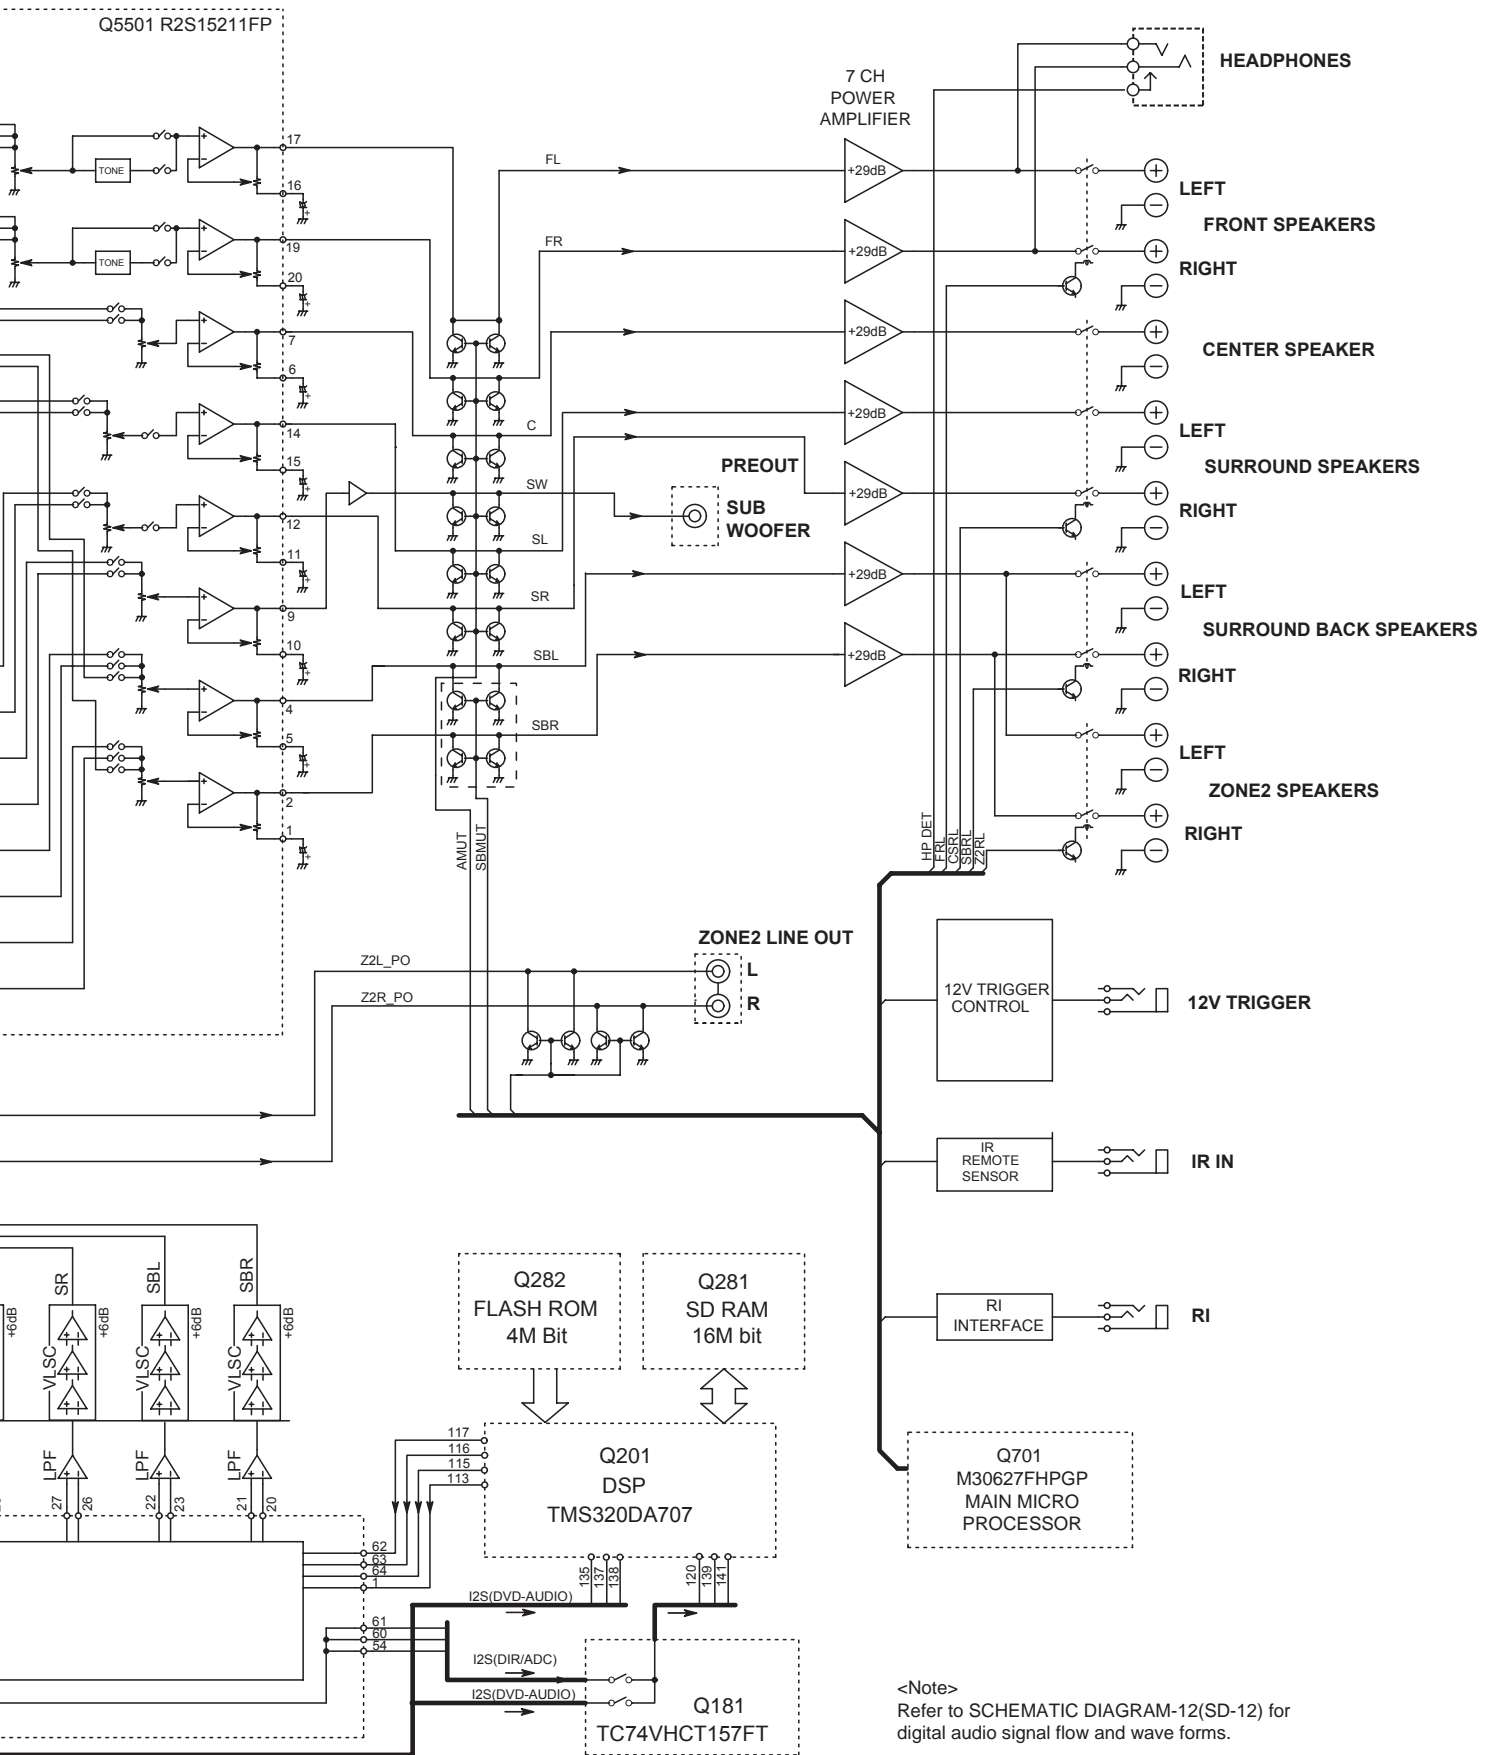 Q5501 R2S15211FP
HEADPHONES
7 CH
POWER
AMPLIFIER
17
TONE
16
FL
+29dB
LEFT
FRONT SPEAKERS
19
TONE
20
FR
+29dB
RIGHT
7
6
+29dB
CENTER SPEAKER
14
15
C
+29dB
LEFT
SURROUND SPEAKERS
PREOUT
SW
SUB
WOOFER
+29dB
RIGHT
12
11
SL
+29dB
LEFT
SURROUND BACK SPEAKERS
9
10
SR
SBL
+29dB
RIGHT
4
5
SBR
LEFT
ZONE2 SPEAKERS
2
1
RIGHT
AMUT
SBMUT
HP DET
FRL
CSRL
SBRL
Z2RL
ZONE2 LINE OUT
Z2L_PO
L
Z2R_PO
R
12V TRIGGER
CONTROL
12V TRIGGER
IR
REMOTE
SENSOR
IR IN
RI
INTERFACE
RI
SR
SBL
SBR
+6dB
+6dB
+6dB
+6dB
VLSC
VLSC
VLSC
LPF
LPF
LPF
27
26
22
23
21
20
Q282
FLASH ROM
4M Bit
Q281
SD RAM
16M bit
117
116
115
113
Q201
DSP
TMS320DA707
Q701
M30627FHPGP
MAIN MICRO
PROCESSOR
62
63
64
1
135
137
138
120
139
141
I2S(DVD-AUDIO)
61
60
54
I2S(DIR/ADC)
I2S(DVD-AUDIO)
Q181
TC74VHCT157FT
<Note>
Refer to SCHEMATIC DIAGRAM-12(SD-12) for
digital audio signal flow and wave forms.